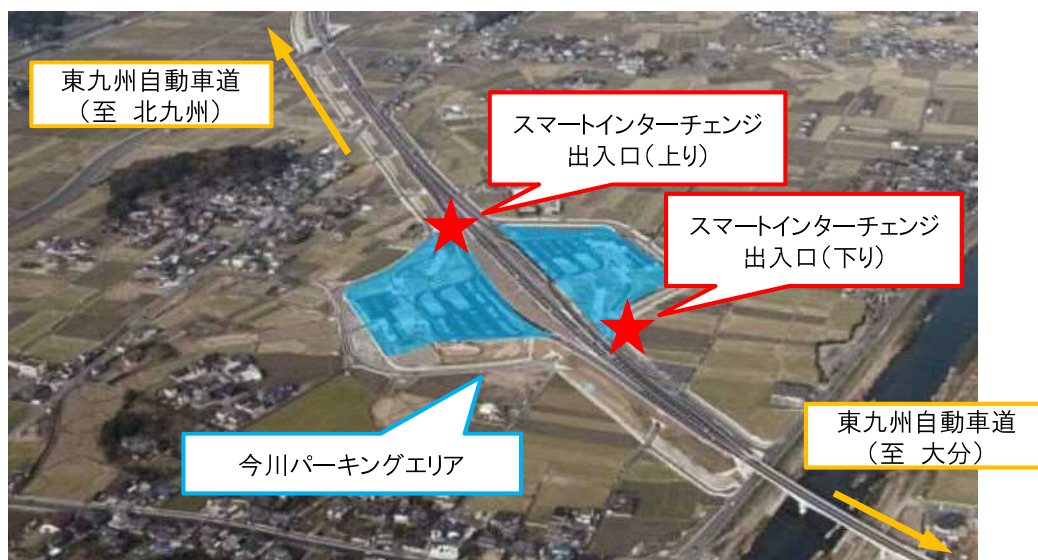 東九州自動車道
(至 北九州)
スマートインターチェンジ
出入口(上り)
スマートインターチェンジ
出入口(下り)
今川パーキングエリア
東九州自動車道
(至 大分)